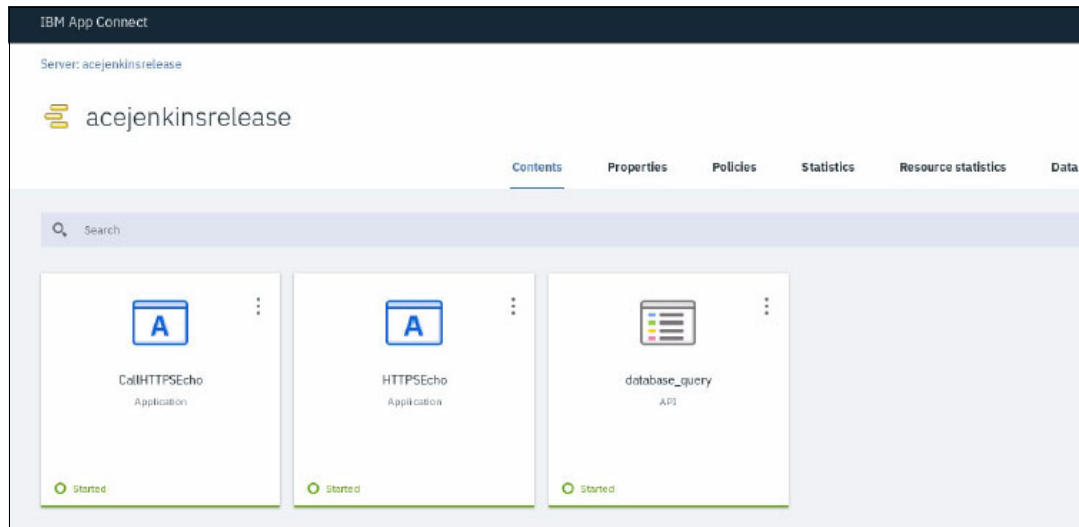 IBM App Connect
Server: acejenkinsrelease
acejenkinsrelease
Contents Properties Policies Statistics Resource statistics Data
Search
A A
CallHTTPSEcho HTTPSEcho database_query
Application Application API
Started Started Started